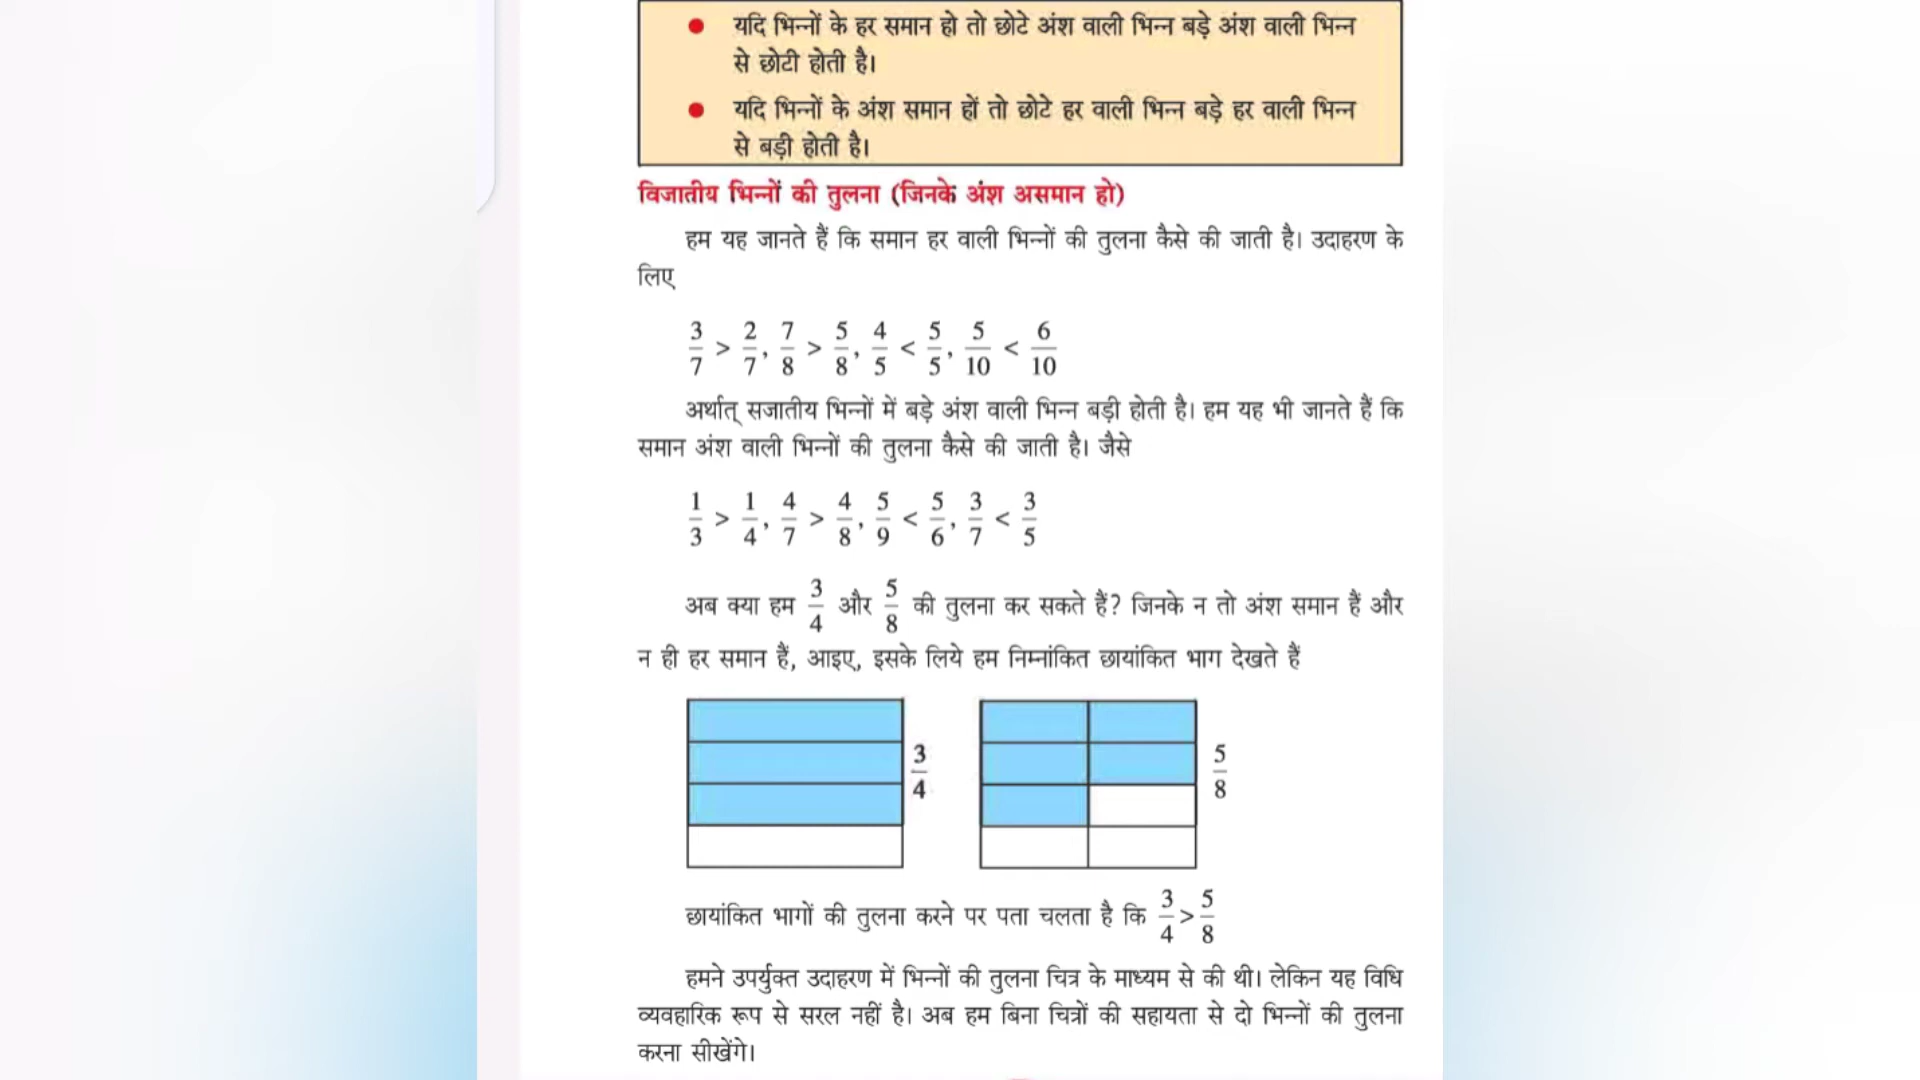 ● यदि भिन्नों के हर समान हो तो छोटे अंश वाली भिन्न बड़े अंश वाली भिन्न
से छोटी होती है।
● यदि भिन्नों के अंश समान हों तो छोटे हर वाली भिन्न बड़े हर वाली भिन्न
से बड़ी होती है।
विजातीय भिन्नों की तुलना (जिनके अंश असमान हो)
हम यह जानते हैं कि समान हर वाली भिन्नों की तुलना कैसे की जाती है। उदाहरण के
लिए
3/7 > 2/7, 7/8 > 5/8, 4/5 < 5/5, 5/10 < 6/10
अर्थात् सजातीय भिन्नों में बड़े अंश वाली भिन्न बड़ी होती है। हम यह भी जानते हैं कि
समान अंश वाली भिन्नों की तुलना कैसे की जाती है। जैसे
1/3 > 1/4, 4/7 > 4/8, 5/9 < 5/6, 3/7 < 3/5
अब क्या हम 3/4 और 5/8 की तुलना कर सकते हैं? जिनके न तो अंश समान हैं और
न ही हर समान हैं, आइए, इसके लिये हम निम्नांकित छायांकित भाग देखते हैं
3/4 5/8
छायांकित भागों की तुलना करने पर पता चलता है कि 3/4 > 5/8
हमने उपर्युक्त उदाहरण में भिन्नों की तुलना चित्र के माध्यम से की थी। लेकिन यह विधि
व्यवहारिक रूप से सरल नहीं है। अब हम बिना चित्रों की सहायता से दो भिन्नों की तुलना
करना सीखेंगे।